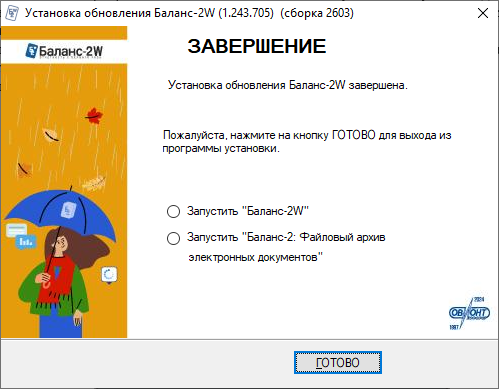 Установка обновления Баланс-2W (1.243.705) (сборка 2603)
Баланс-2W
ЗАВЕРШЕНИЕ
Установка обновления Баланс-2W завершена.
Пожалуйста, нажмите на кнопку ГОТОВО для выхода из
программы установки.
Запустить "Баланс-2W"
Запустить "Баланс-2: Файловый архив
электронных документов"
2024
1997
ГОТОВО